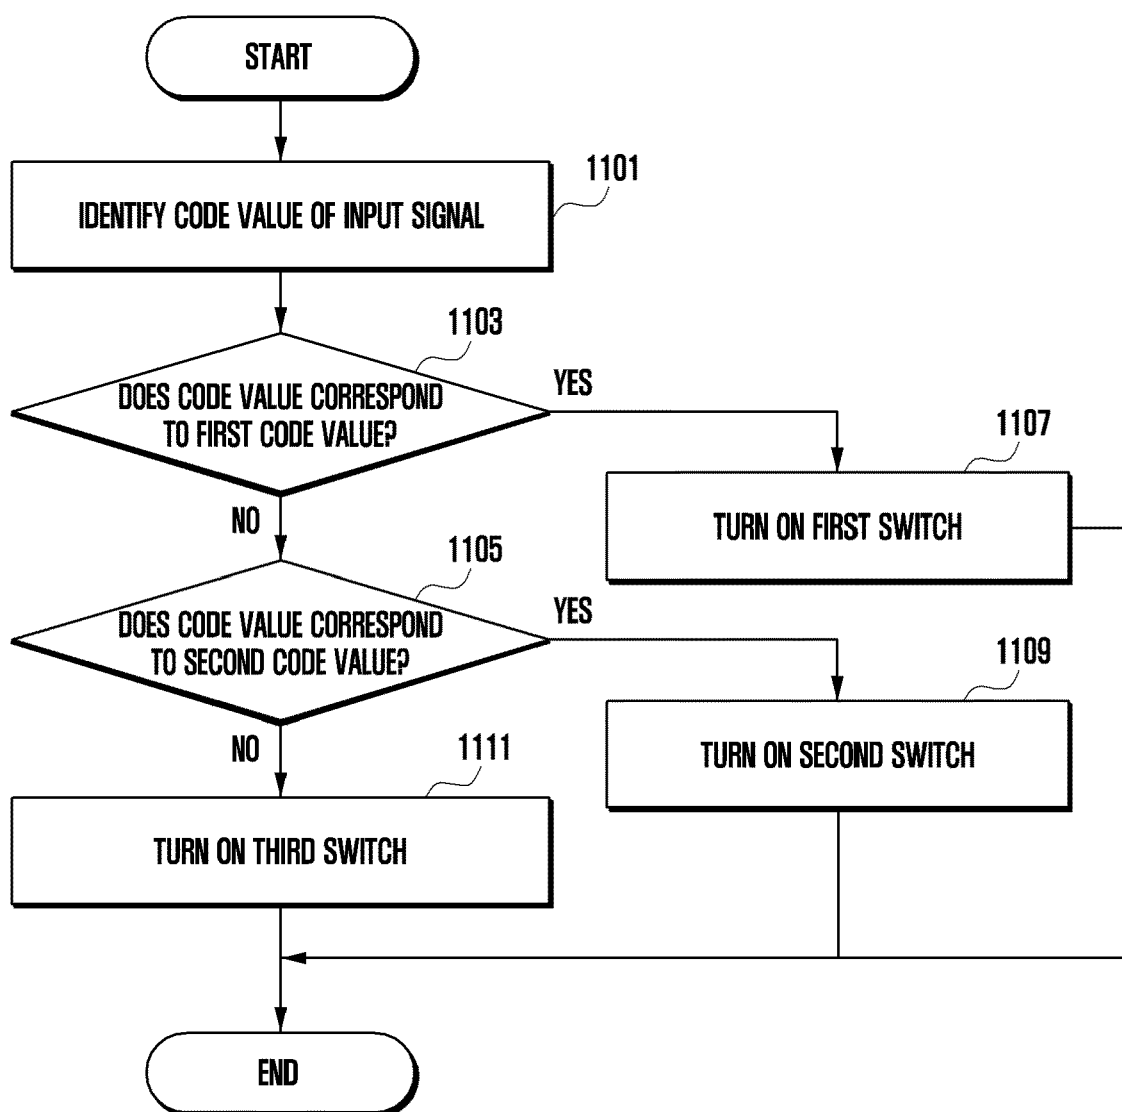 START
1101
IDENTIFY CODE VALUE OF INPUT SIGNAL
1103
DOES CODE VALUE CORRESPOND
TO FIRST CODE VALUE?
YES
1107
TURN ON FIRST SWITCH
NO
1105
DOES CODE VALUE CORRESPOND
TO SECOND CODE VALUE?
YES
1109
TURN ON SECOND SWITCH
NO
1111
TURN ON THIRD SWITCH
END